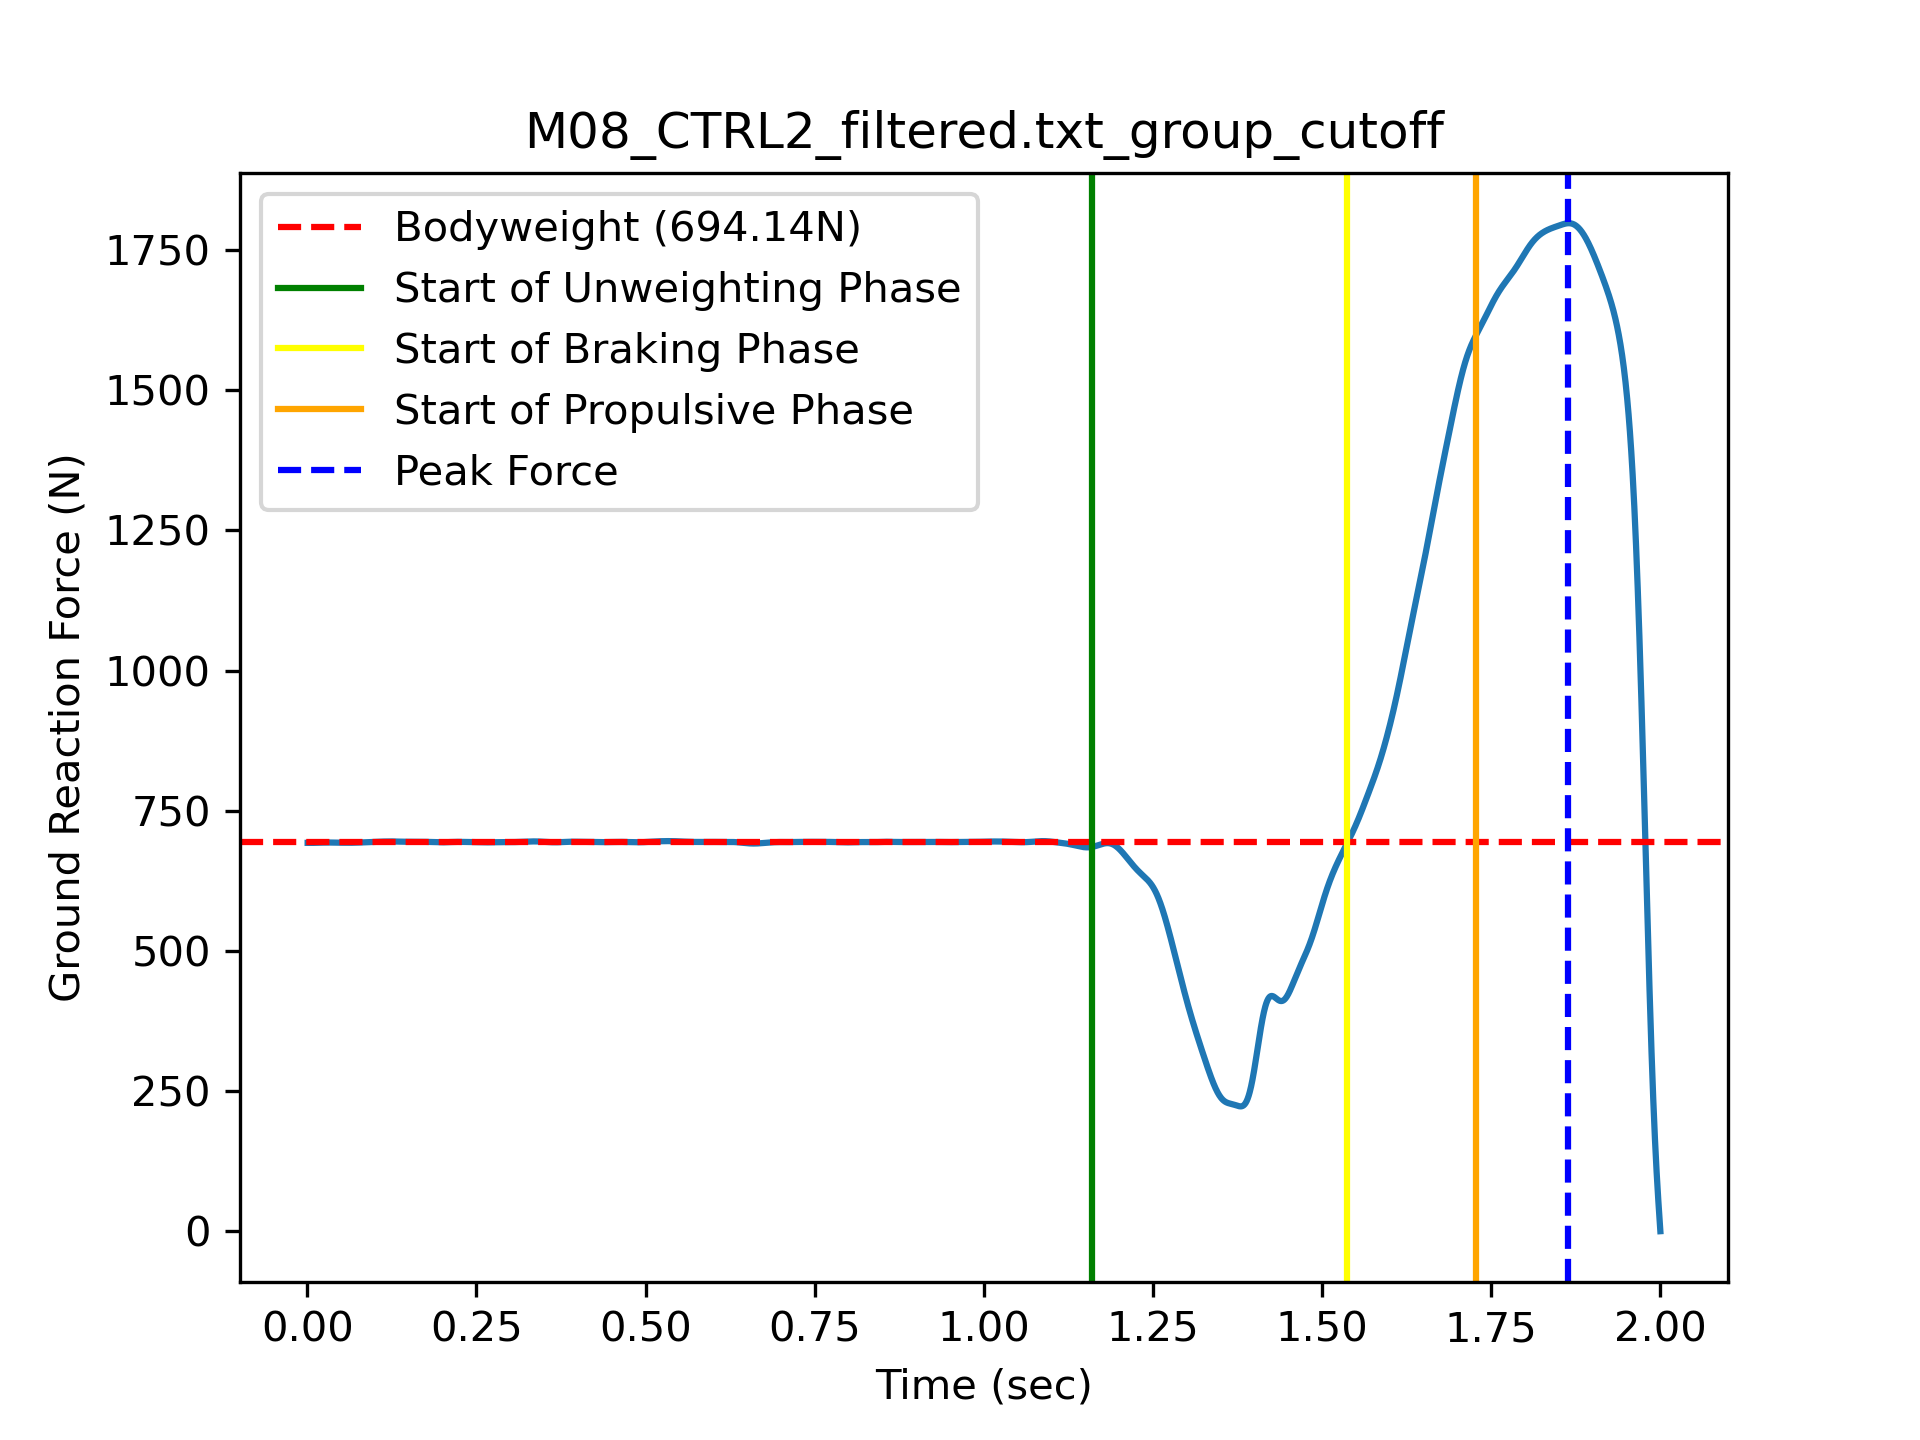 M08_CTRL2_filtered.txt_group_cutoff
Bodyweight (694.14N)
Start of Unweighting Phase
Start of Braking Phase
Start of Propulsive Phase
Peak Force
Ground Reaction Force (N)
1750
1500
1250
1000
750
500
250
0
0.00 0.25 0.50 0.75 1.00 1.25 1.50 1.75 2.00
Time (sec)